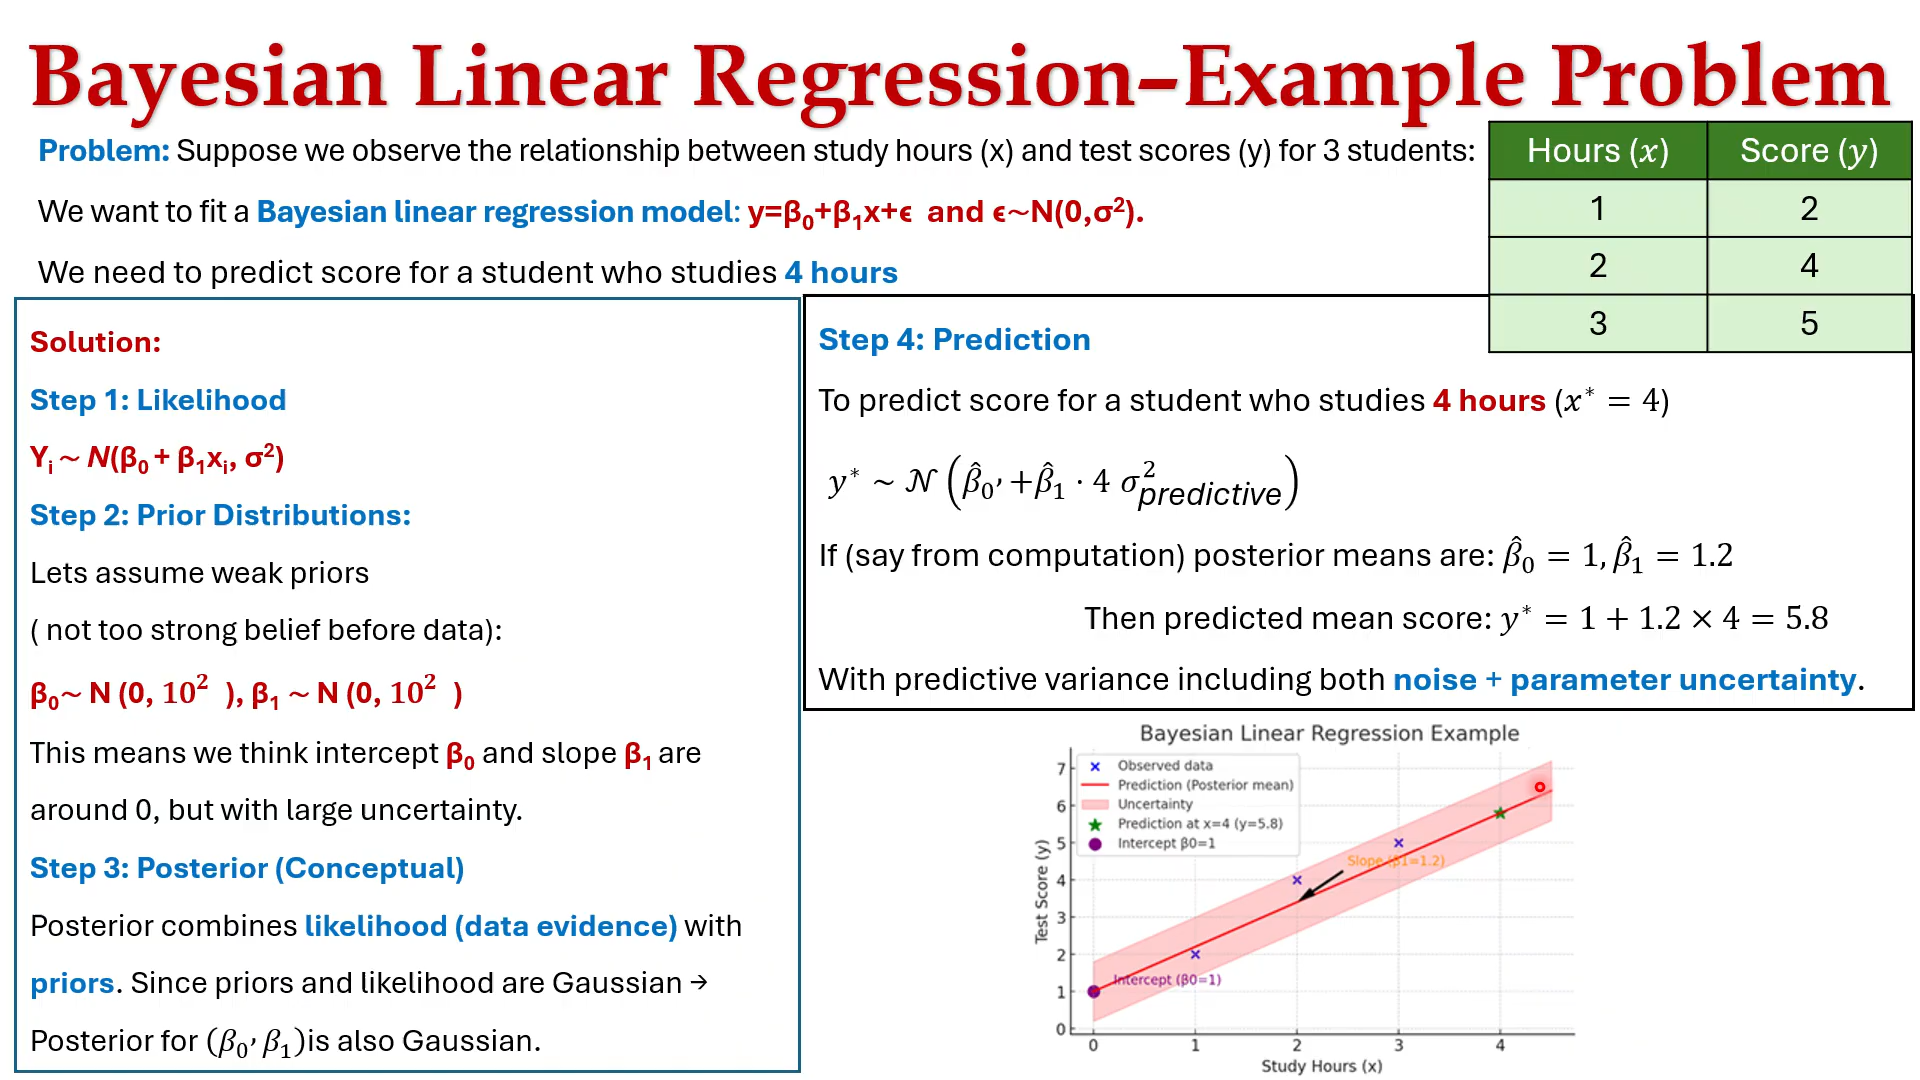 Bayesian Linear Regression–Example Problem
Problem: Suppose we observe the relationship between study hours (x) and test scores (y) for 3 students:
We want to fit a Bayesian linear regression model: y=β₀+β₁x+ϵ and ϵ~N(0,σ²).
We need to predict score for a student who studies 4 hours
Hours (x) Score (y)
1 2
2 4
3 5
Solution:
Step 1: Likelihood
Yᵢ ~ N(β₀ + β₁xᵢ, σ²)
Step 2: Prior Distributions:
Lets assume weak priors
( not too strong belief before data):
β₀~ N (0, 10² ), β₁ ~ N (0, 10² )
This means we think intercept β₀ and slope β₁ are
around 0, but with large uncertainty.
Step 3: Posterior (Conceptual)
Posterior combines likelihood (data evidence) with
priors. Since priors and likelihood are Gaussian →
Posterior for (β₀, β₁)is also Gaussian.
Step 4: Prediction
To predict score for a student who studies 4 hours (x* = 4)
y* ~ 𝒩 (β̂₀, +β̂₁ · 4 σ²predictive)
If (say from computation) posterior means are: β̂₀ = 1, β̂₁ = 1.2
Then predicted mean score: y* = 1 + 1.2 × 4 = 5.8
With predictive variance including both noise + parameter uncertainty.
Bayesian Linear Regression Example
Observed data
Prediction (Posterior mean)
Uncertainty
Prediction at x=4 (y=5.8)
Intercept β0=1
Slope (β1=1.2)
Intercept (β0=1)
Test Score (y)
7
6
5
4
3
2
1
0
0 1 2 3 4
Study Hours (x)